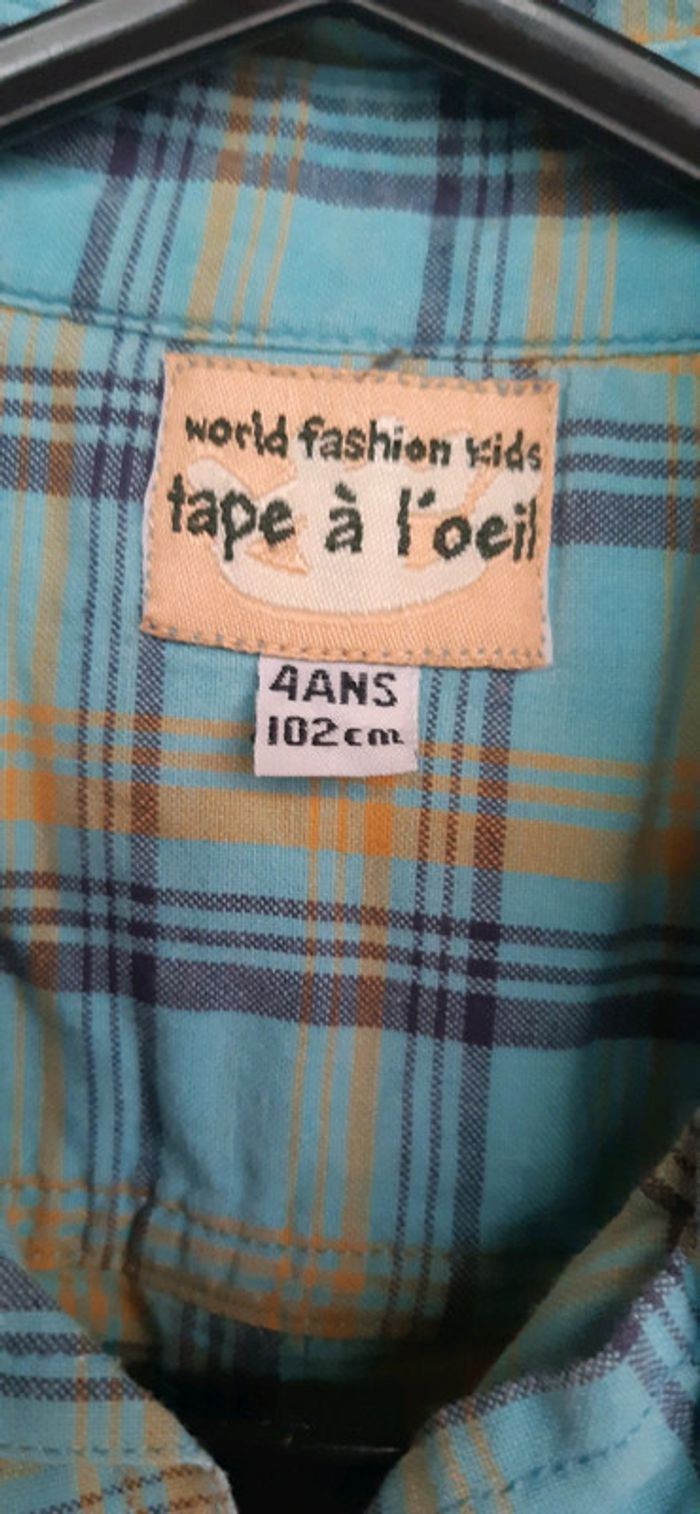 world fashion kids
tape à l'oeil
4ANS
102cm